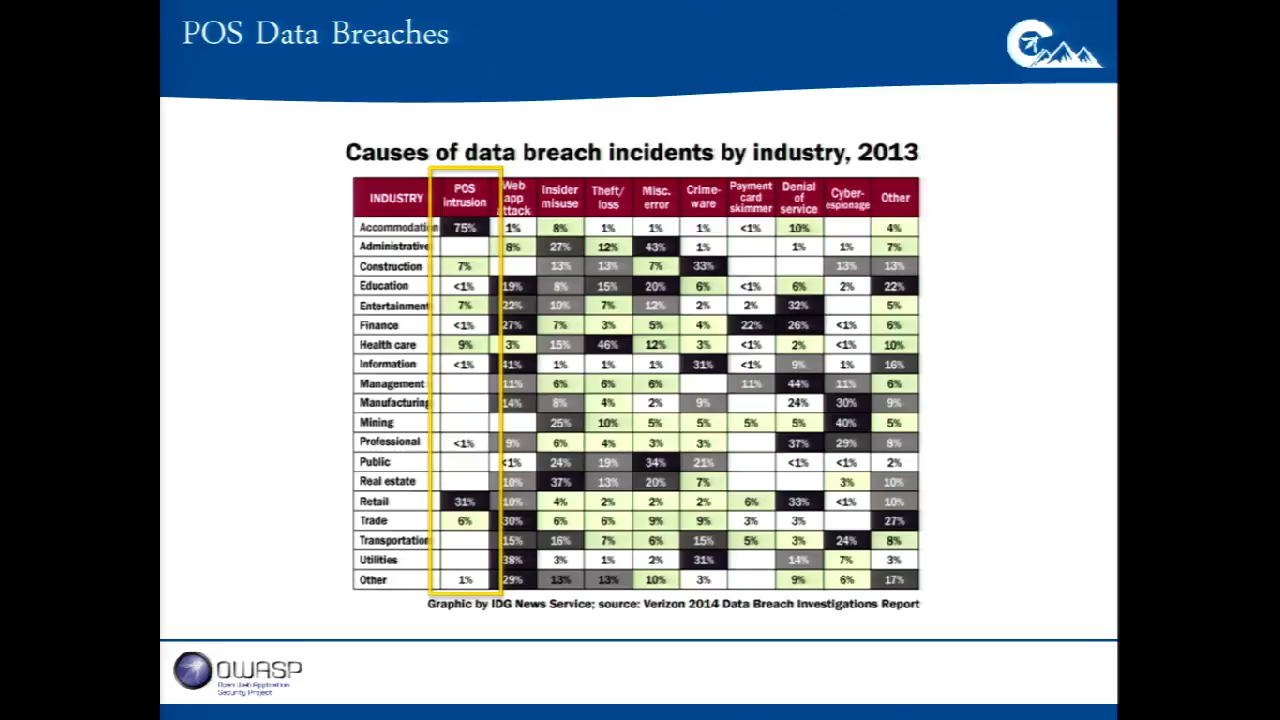 POS Data Breaches
Causes of data breach incidents by industry, 2013
INDUSTRY POS intrusion Web app attack Insider misuse Theft/ loss Misc. error Crime- ware Payment card skimmer Denial of service Cyber- espionage Other
Accommodation 75% 1% 8% 1% 1% 1% <1% 10% 4%
Administrative 8% 27% 12% 43% 1% 1% 1% 7%
Construction 7% 13% 13% 7% 33% 13% 13%
Education <1% 19% 8% 15% 20% 6% <1% 6% 2% 22%
Entertainment 7% 22% 10% 7% 12% 2% 2% 32% 5%
Finance <1% 27% 7% 3% 5% 4% 22% 26% <1% 6%
Health care 9% 3% 15% 46% 12% 3% <1% 2% <1% 10%
Information <1% 41% 1% 1% 1% 31% <1% 9% 1% 16%
Management 11% 6% 6% 6% 11% 44% 11% 6%
Manufacturing 14% 8% 4% 2% 9% 24% 30% 9%
Mining 25% 10% 5% 5% 5% 5% 40% 5%
Professional <1% 9% 6% 4% 3% 3% 37% 29% 8%
Public <1% 24% 19% 34% 21% <1% <1% 2%
Real estate 10% 37% 13% 20% 7% 3% 10%
Retail 31% 10% 4% 2% 2% 2% 6% 33% <1% 10%
Trade 6% 30% 6% 6% 9% 9% 3% 3% 27%
Transportation 15% 16% 7% 6% 15% 5% 3% 24% 8%
Utilities 38% 3% 1% 2% 31% 14% 7% 3%
Other 1% 29% 13% 13% 10% 3% 9% 6% 17%
Graphic by IDG News Service; source: Verizon 2014 Data Breach Investigations Report
OWASP
Open Web Application
Security Project